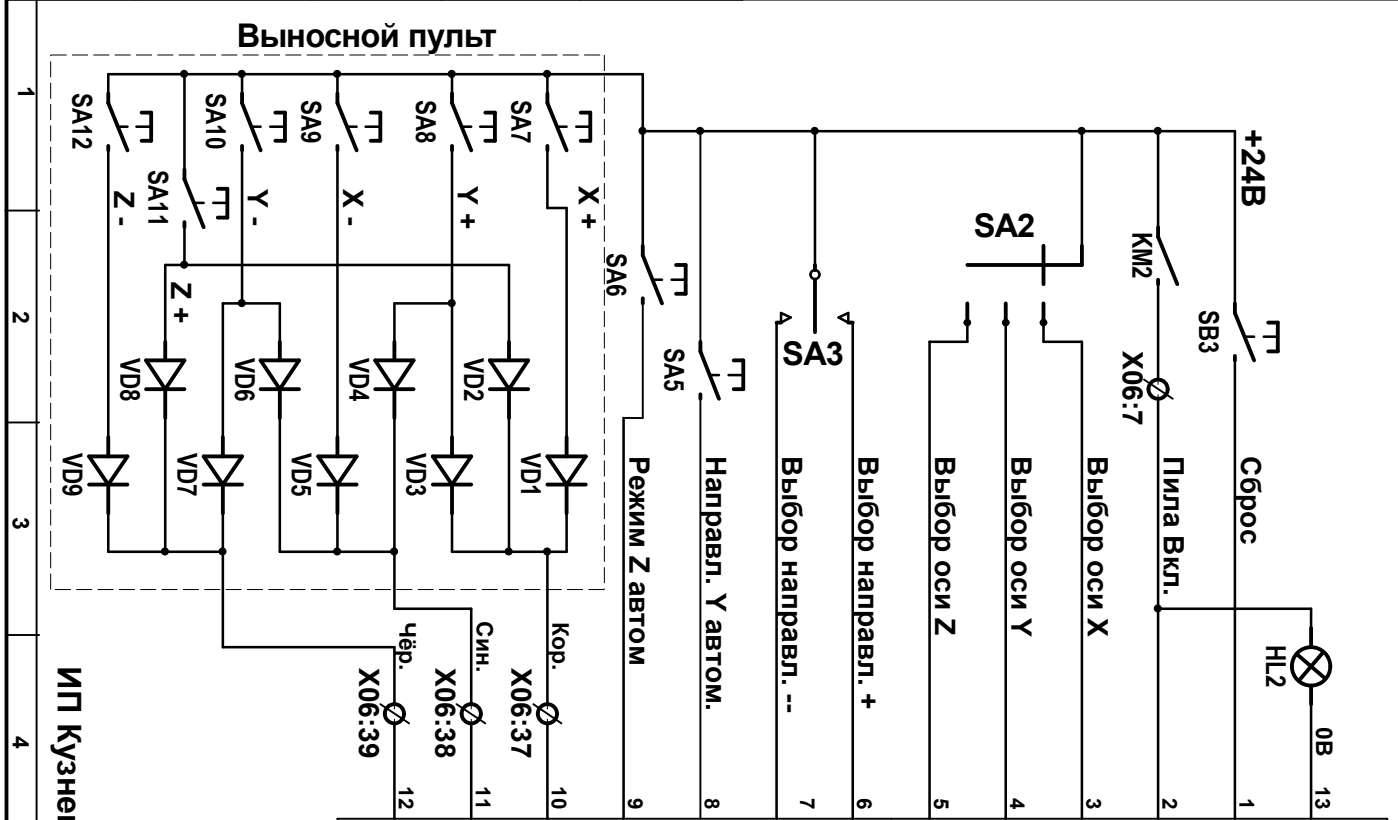 Выносной пульт
1
2
3
4
SA12
SA11
SA10
SA9
SA8
SA7
Z -
Z +
Y -
X -
Y +
X +
VD8
VD6
VD4
VD2
VD9
VD7
VD5
VD3
VD1
SA6
SA5
SA3
SA2
KM2
SB3
+24В
X06:7
Режим Z автом
Направл. Y автом.
Выбор направл. --
Выбор направл. +
Выбор оси Z
Выбор оси Y
Выбор оси X
Пила Вкл.
Сброс
HL2
0В
Чёр.
Син.
Кор.
X06:39
X06:38
X06:37
12
11
10
9
8
7
6
5
4
3
2
1
13
ИП Кузне